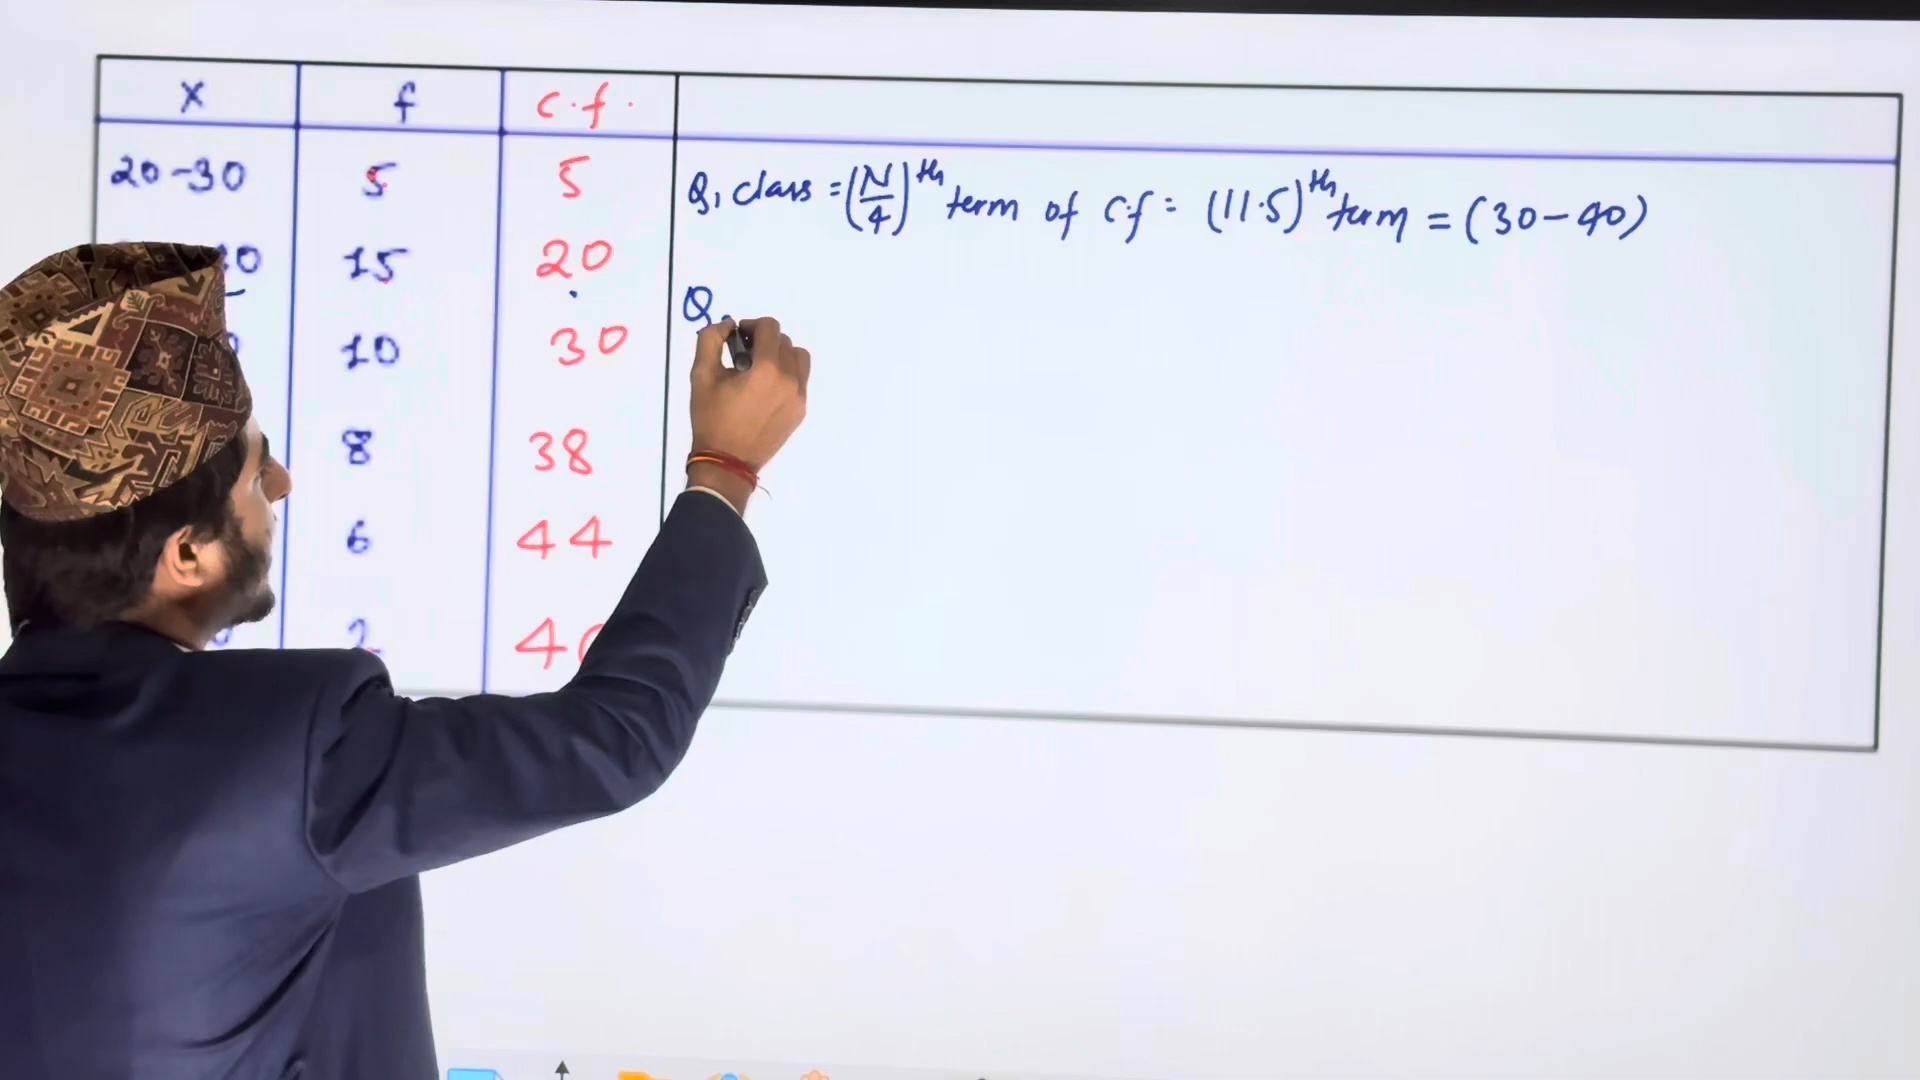 X f c.f.
20-30 5 5
15 20
10 30
8 38
6 44
2
Q₁ class = (N/4)th term of c.f = (11.5)th term = (30-40)
Q